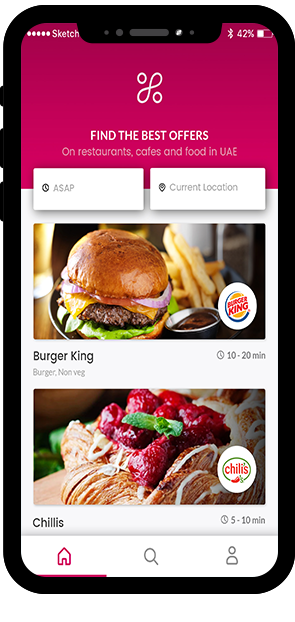 Sketch 42%
FIND THE BEST OFFERS
On restaurants, cafes and food in UAE
ASAP Current Location
BURGER
KING
Burger King 10 - 20 min
Burger, Non veg
chili's
Chillis 5 - 10 min